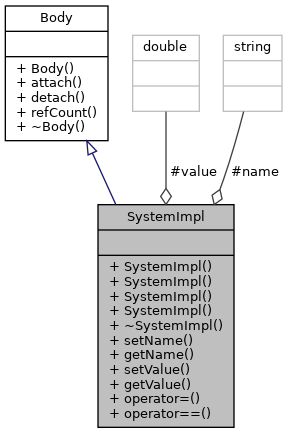 Body
+ Body()
+ attach()
+ detach()
+ refCount()
+ ~Body()
double
string
#value
#name
SystemImpl
+ SystemImpl()
+ SystemImpl()
+ SystemImpl()
+ SystemImpl()
+ ~SystemImpl()
+ setName()
+ getName()
+ setValue()
+ getValue()
+ operator=()
+ operator==()